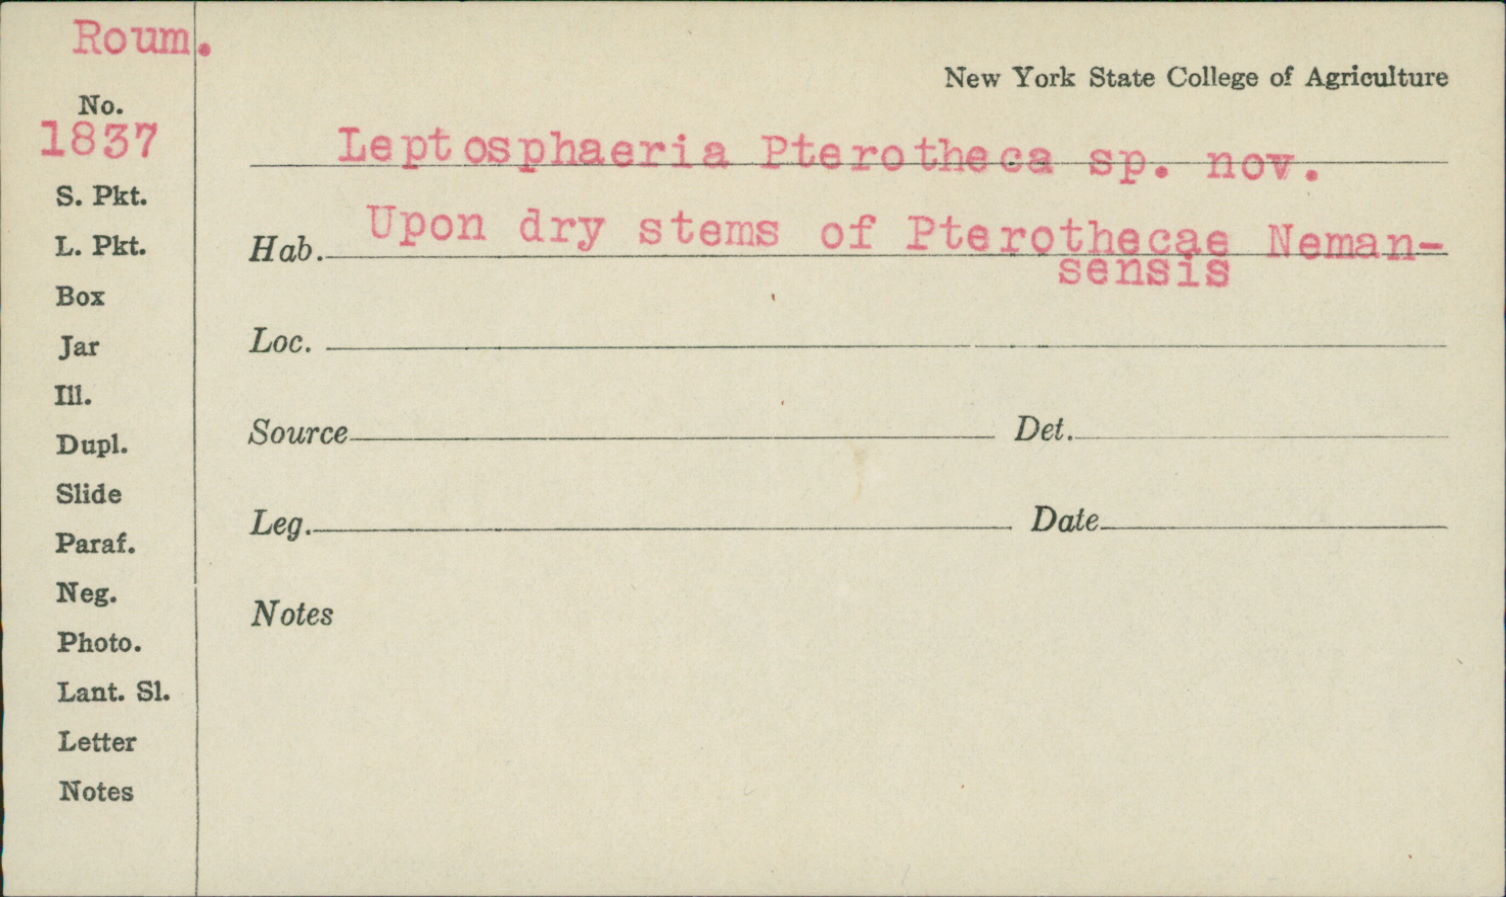 Roum.
New York State College of Agriculture
No.
1837
Leptosphaeria Pterotheca sp. nov.
S. Pkt.
Hab. Upon dry stems of Pterothecae Neman-
sensis
L. Pkt.
Box
Jar
Loc.
Ill.
Dupl.
Source Det.
Slide
Leg. Date
Paraf.
Neg.
Notes
Photo.
Lant. Sl.
Letter
Notes